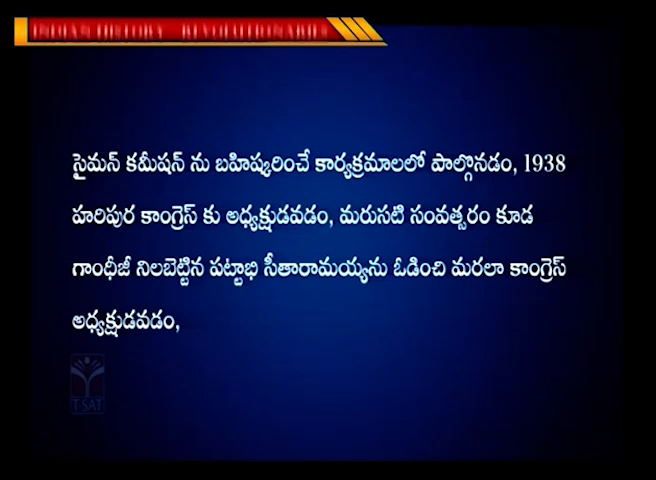 INDIAN HISTORY - REVOLUTIONARIE
సైమన్ కమీషన్ ను బహిష్కరించే కార్యక్రమాలలో పాల్గొనడం, 1938
హరిపుర కాంగ్రెస్ కు అధ్యక్షుడవడం, మరుసటి సంవత్సరం కూడ
గాంధీజీ నిలబెట్టిన పట్టాభి సీతారామయ్యను ఓడించి మరలా కాంగ్రెస్
అధ్యక్షుడవడం,
T-SAT